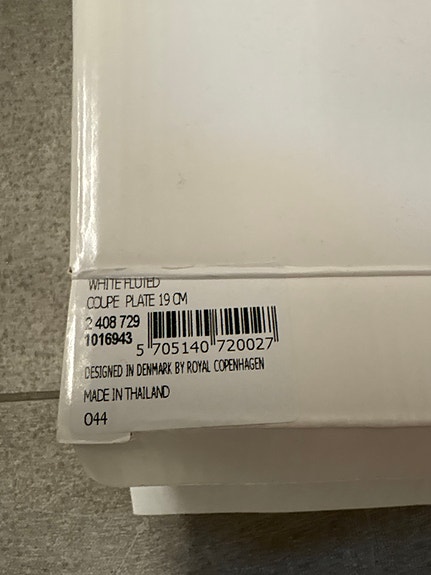 WHITE FLUTED
COUPE PLATE 19 CM
2 408 729
1016943
5 705140 720027
DESIGNED IN DENMARK BY ROYAL COPENHAGEN
MADE IN THAILAND
044